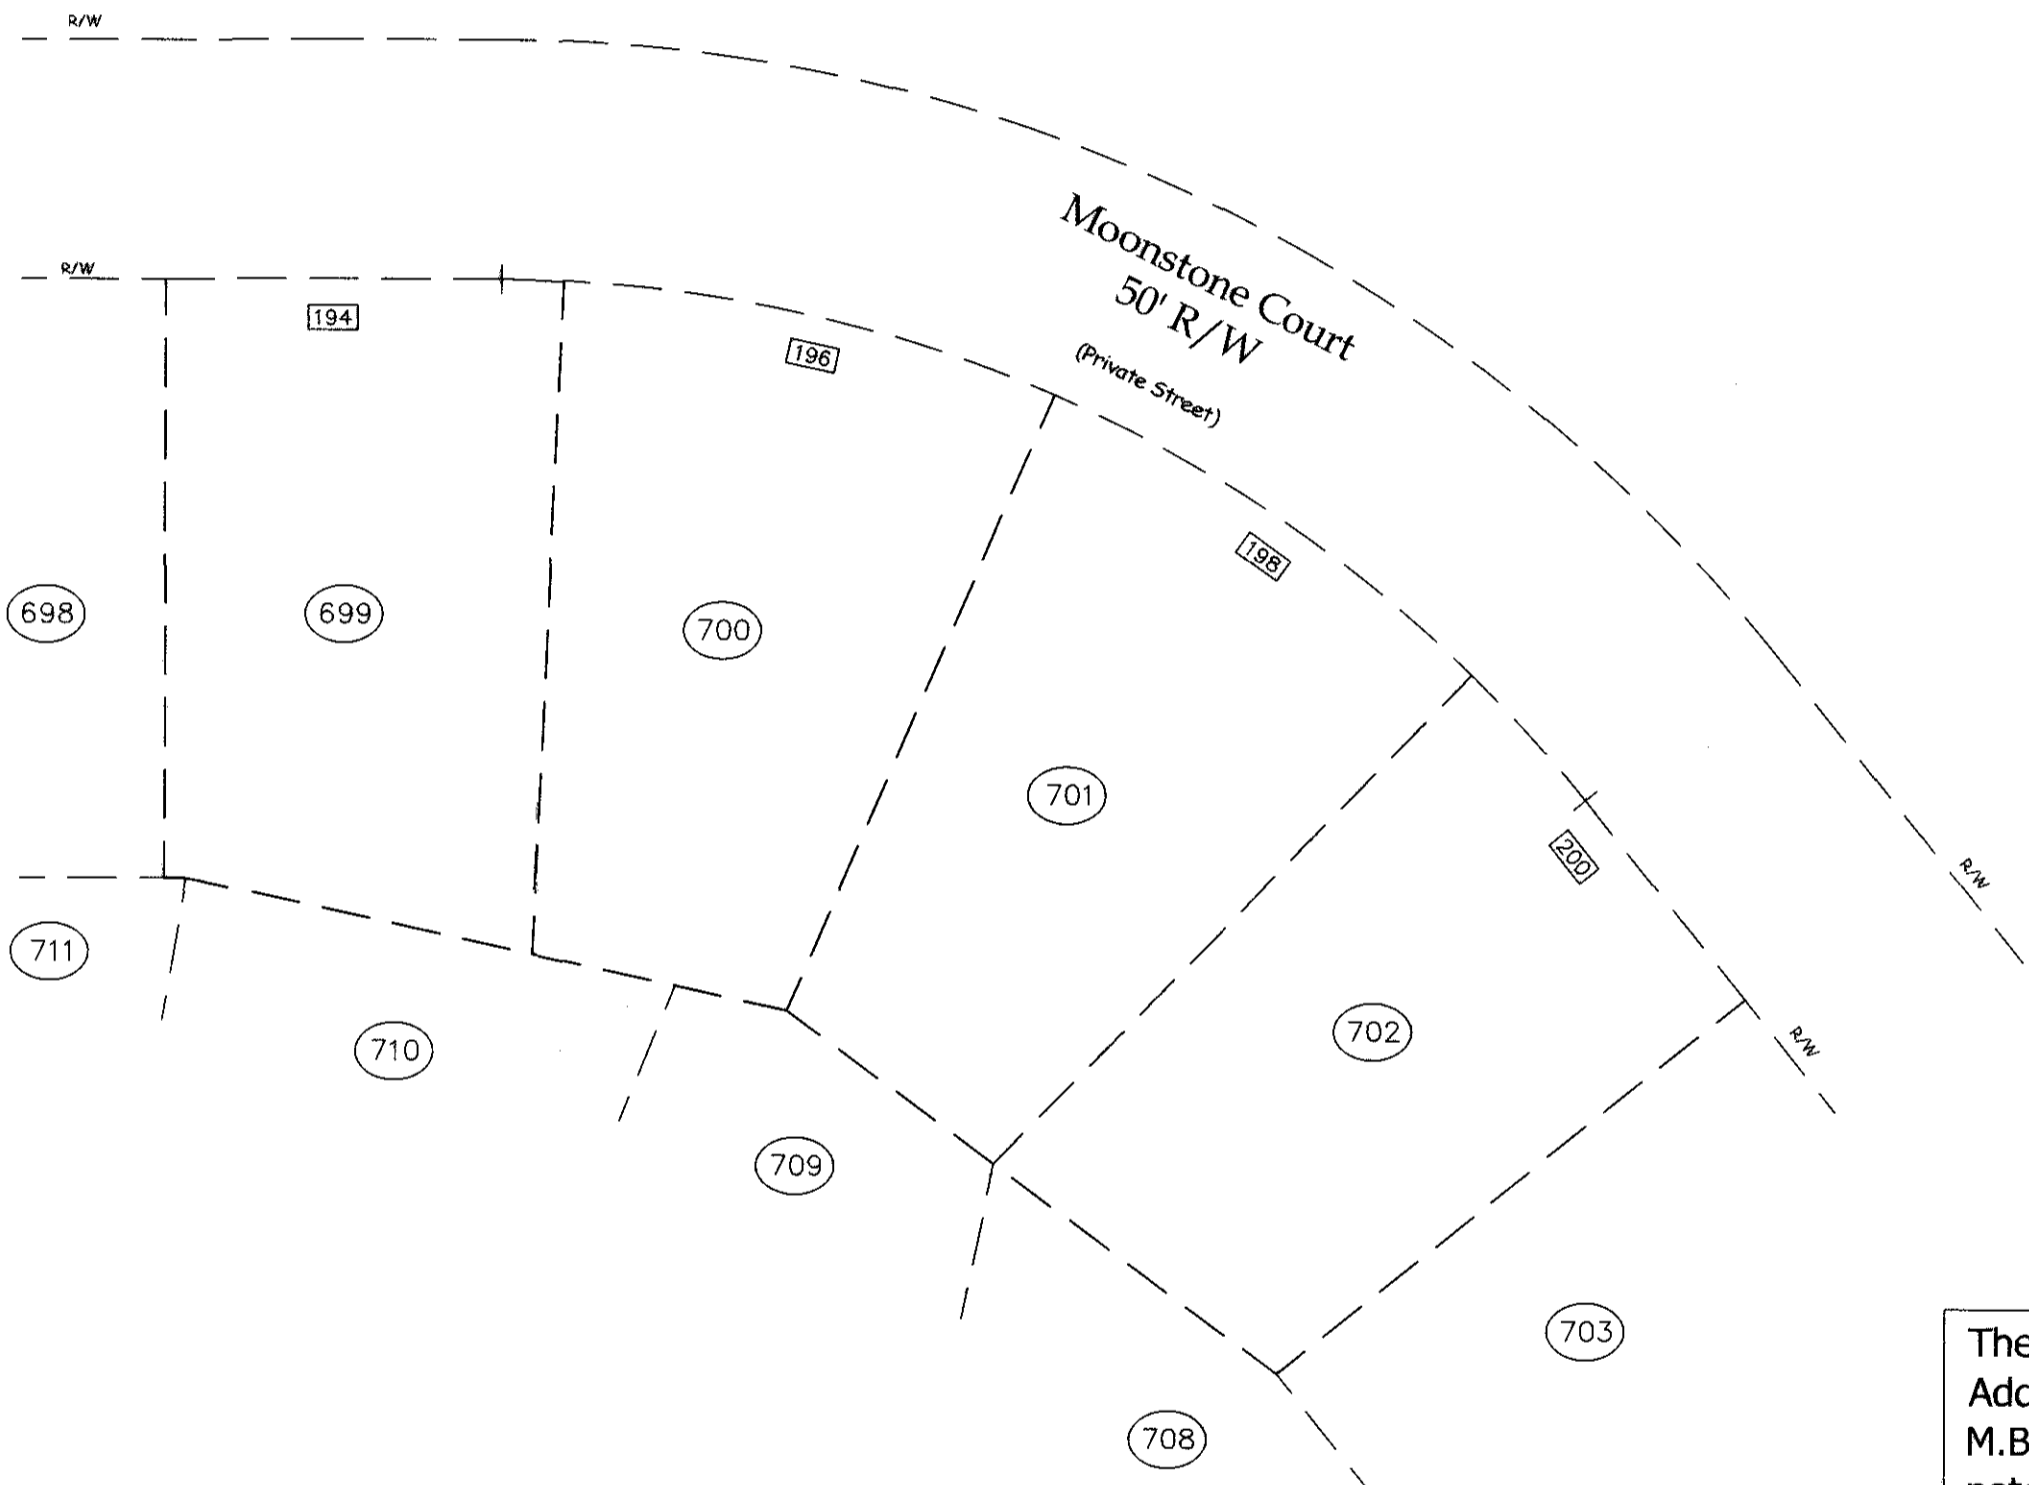 R/W
Moonstone Court
50' R/W
(Private Street)
R/W
194
196
198
698
699
700
701
200
R/W
711
710
702
R/W
709
703
708
The
M.B